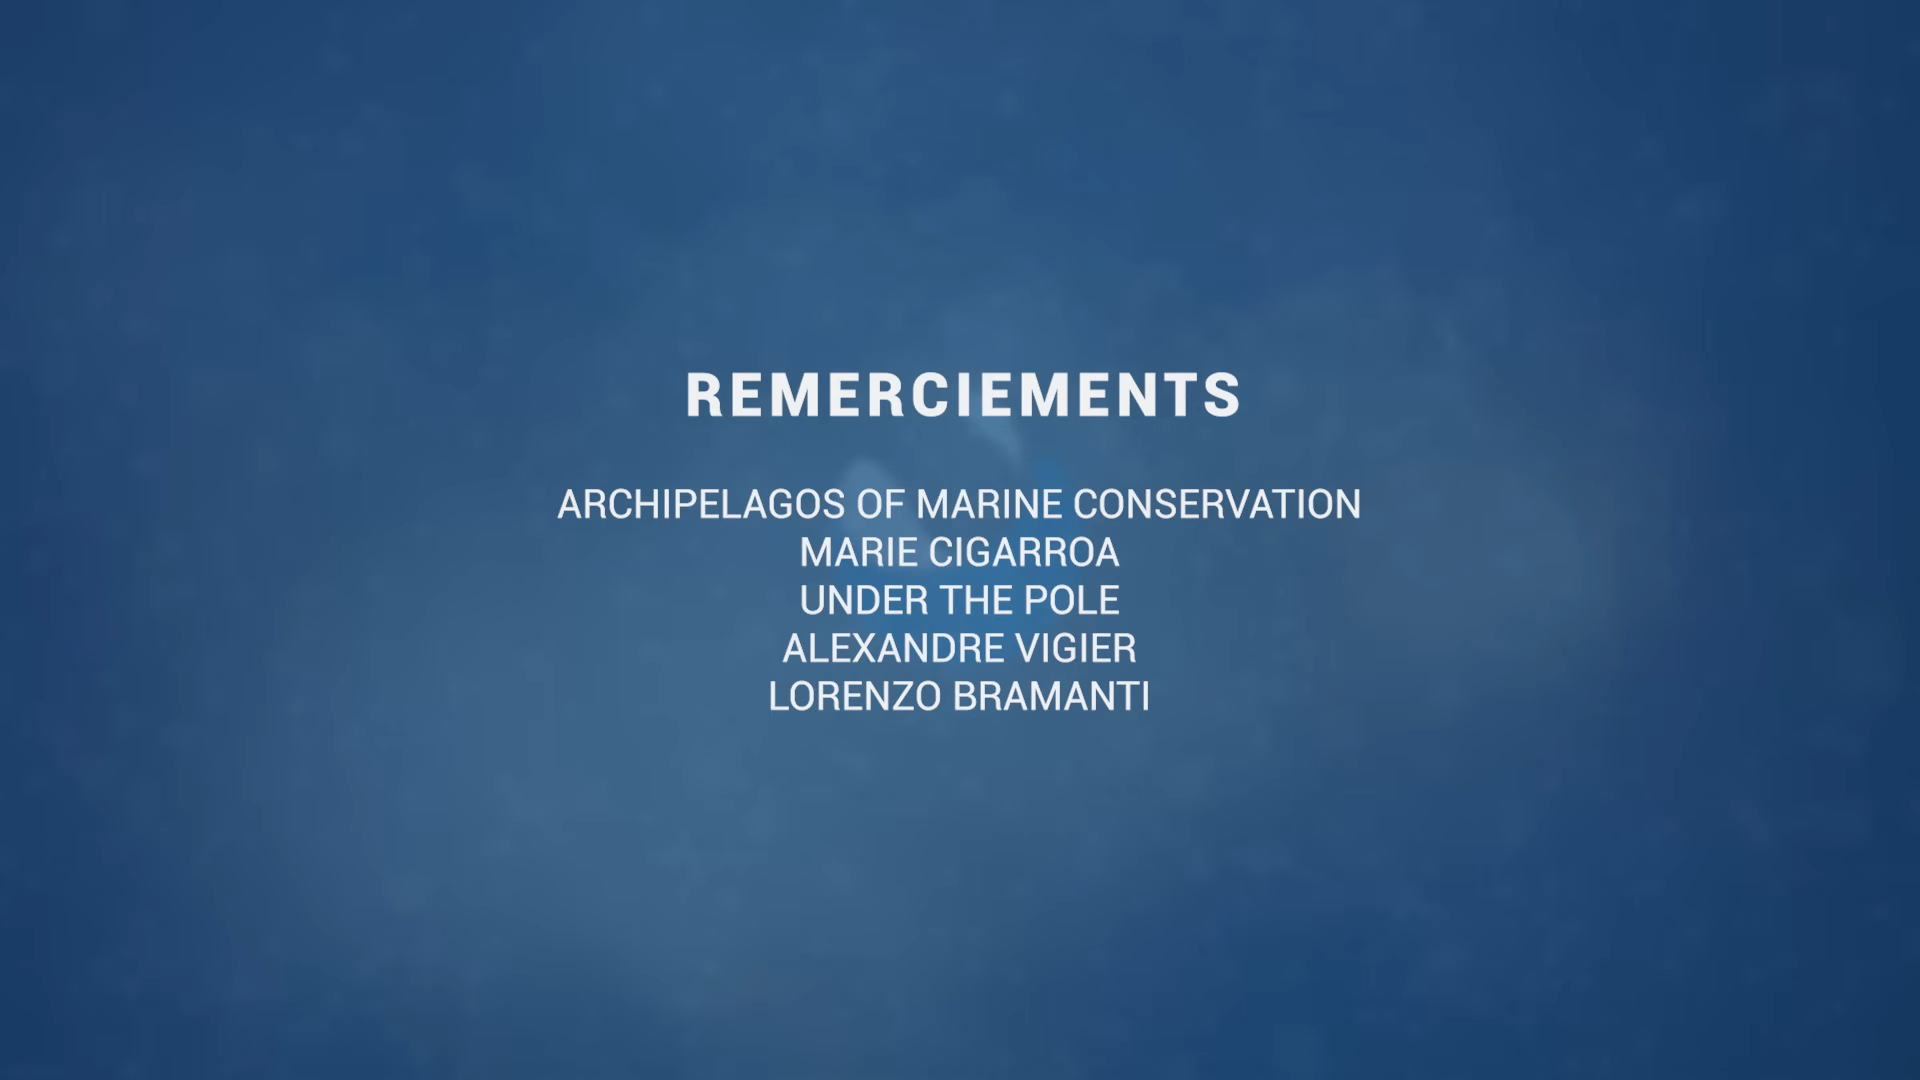 REMERCIEMENTS
ARCHIPELAGOS OF MARINE CONSERVATION
MARIE CIGARROA
UNDER THE POLE
ALEXANDRE VIGIER
LORENZO BRAMANTI